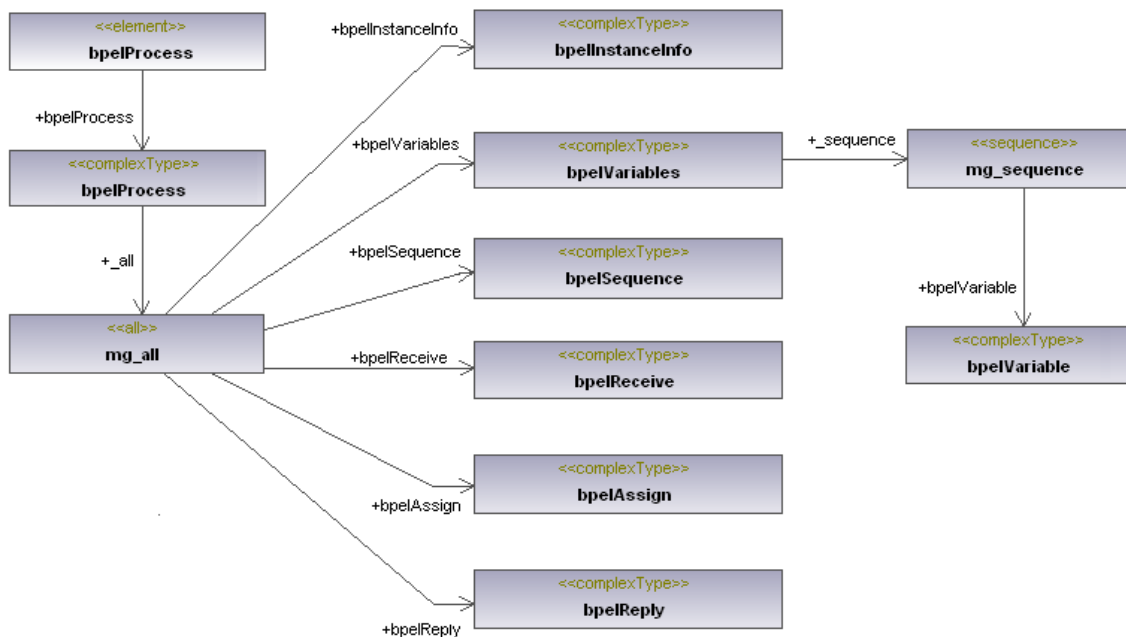 <<element>>
bpelProcess
+bpelProcess
<<complexType>>
bpelProcess
+_all
<<all>>
mg_all
+bpelInstanceInfo
<<complexType>>
bpelInstanceInfo
+bpelVariables
<<complexType>>
bpelVariables
+_sequence
<<sequence>>
mg_sequence
+bpelVariable
<<complexType>>
bpelVariable
+bpelSequence
<<complexType>>
bpelSequence
+bpelReceive
<<complexType>>
bpelReceive
+bpelAssign
<<complexType>>
bpelAssign
+bpelReply
<<complexType>>
bpelReply